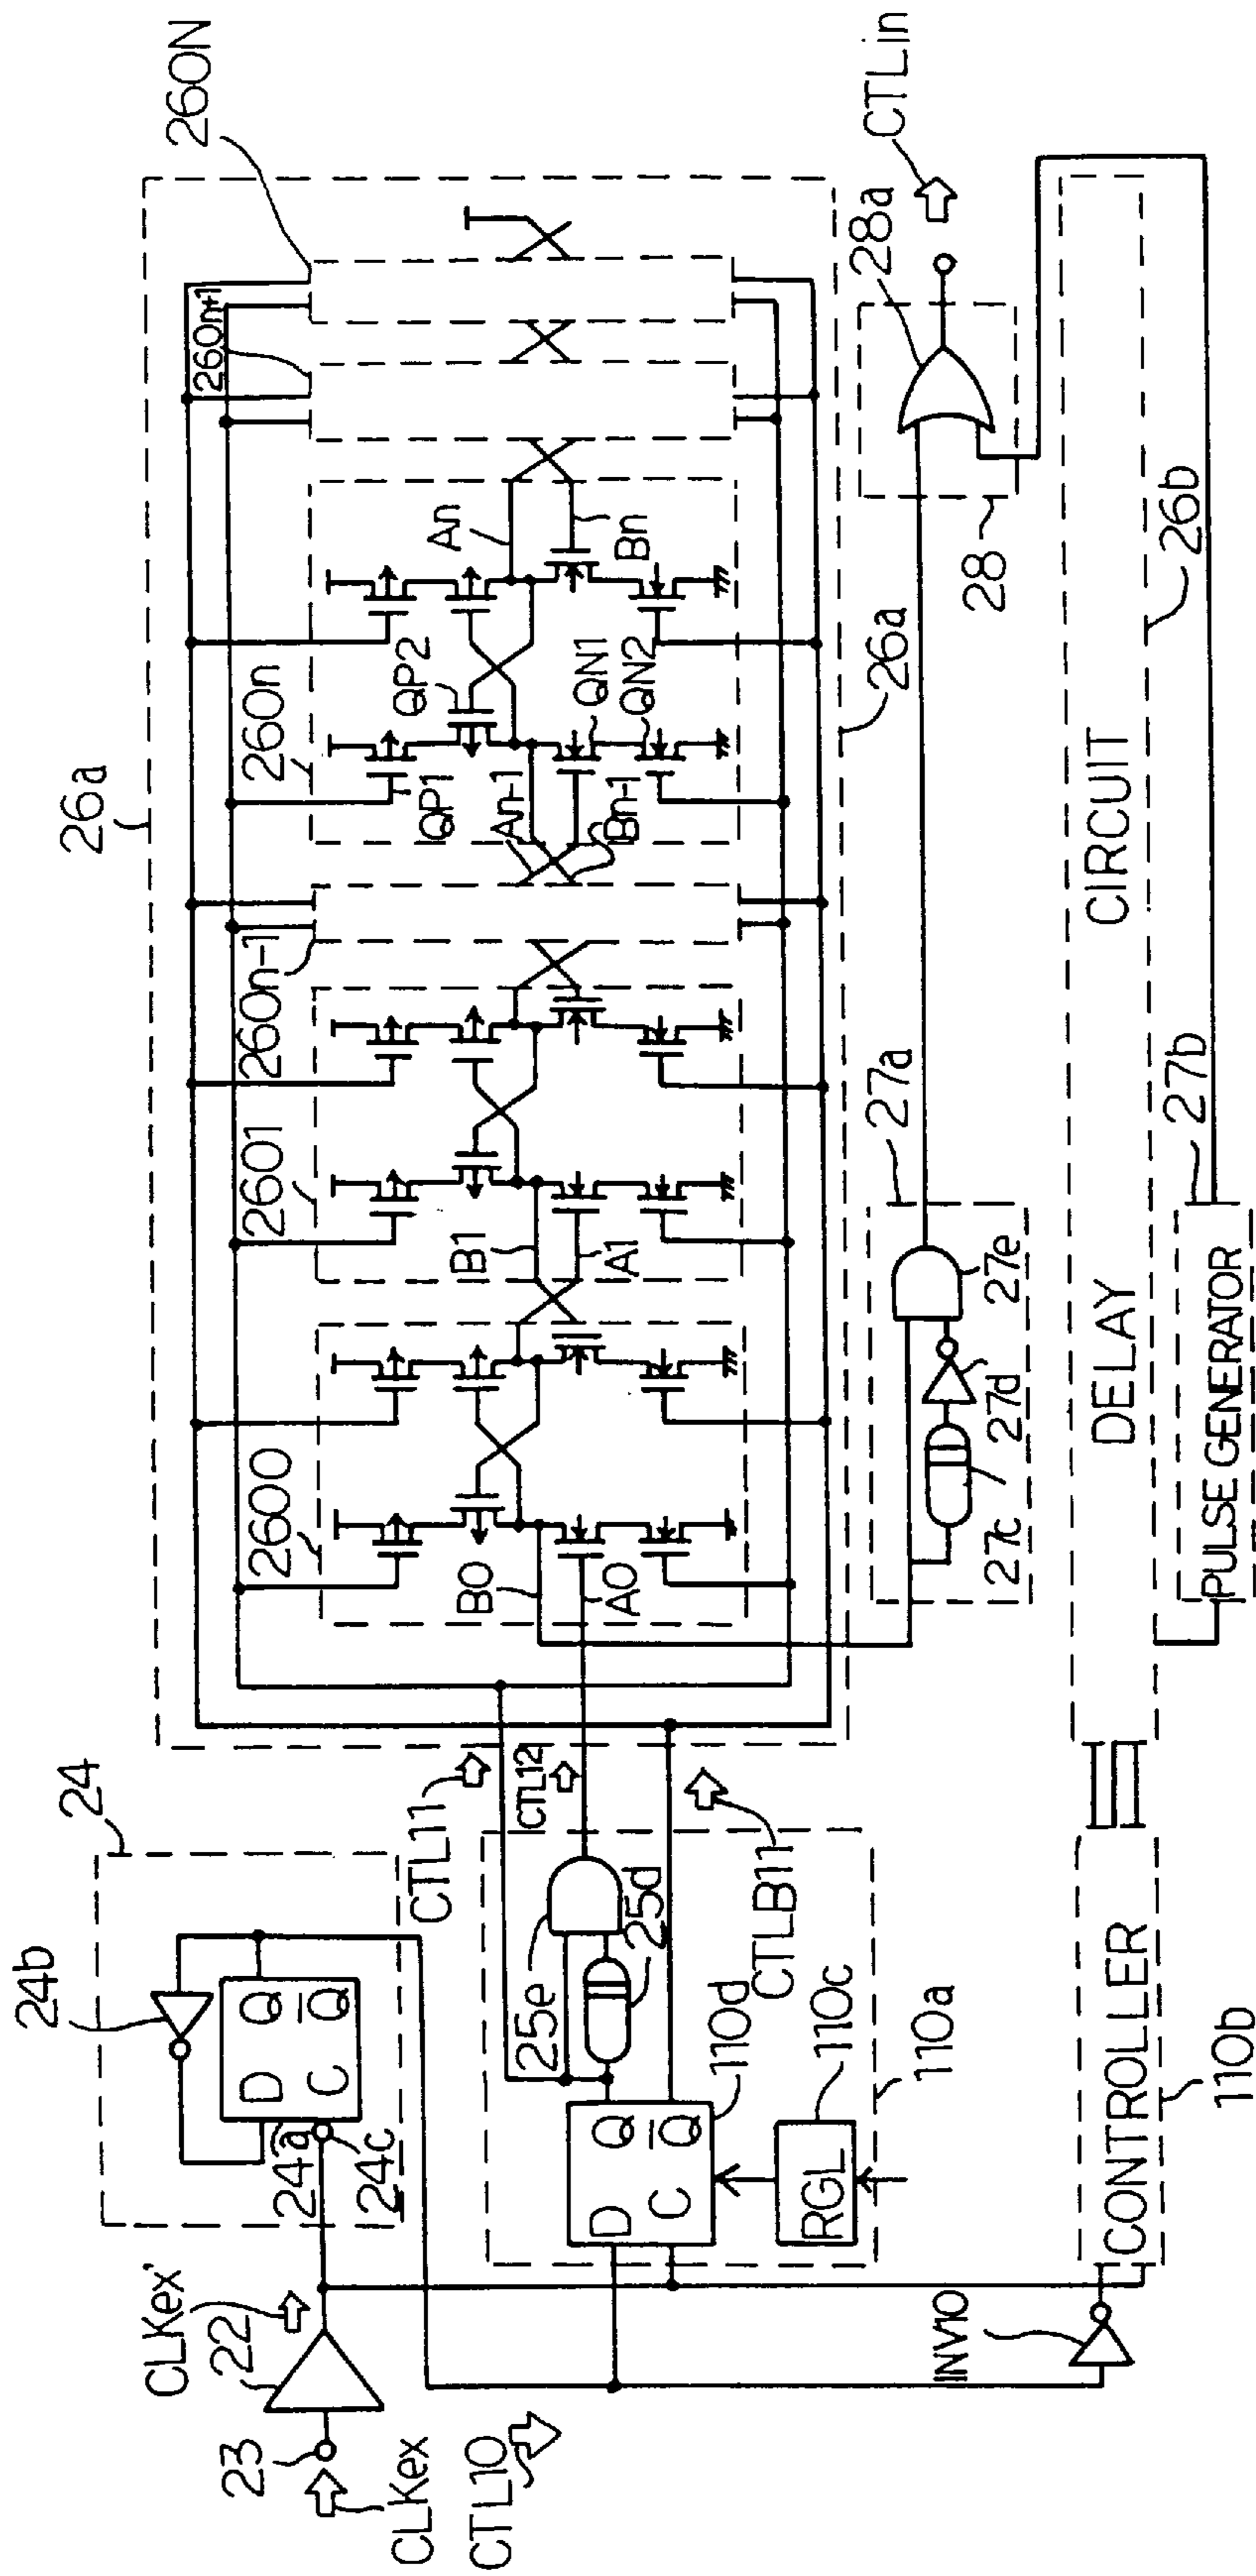 26a
24
24b
D
Q
C
Q
24a
24c
CLKex'
22
23
CLKex
CTL10
CTL11
CTL12
CTLB11
25e
25d
110d
D
Q
C
Q
RGL
110c
110a
INV10
CONTROLLER
110b
2600
B0
A0
2601
B1
A1
260n-1
260n
QP1
QP2
An-1
Bn-1
QN1
QN2
An
Bn
260n+1
260N
26a
27a
27c
27d
27e
28
28a
CTLin
DELAY
CIRCUIT
26b
PULSE GENERATOR
27b